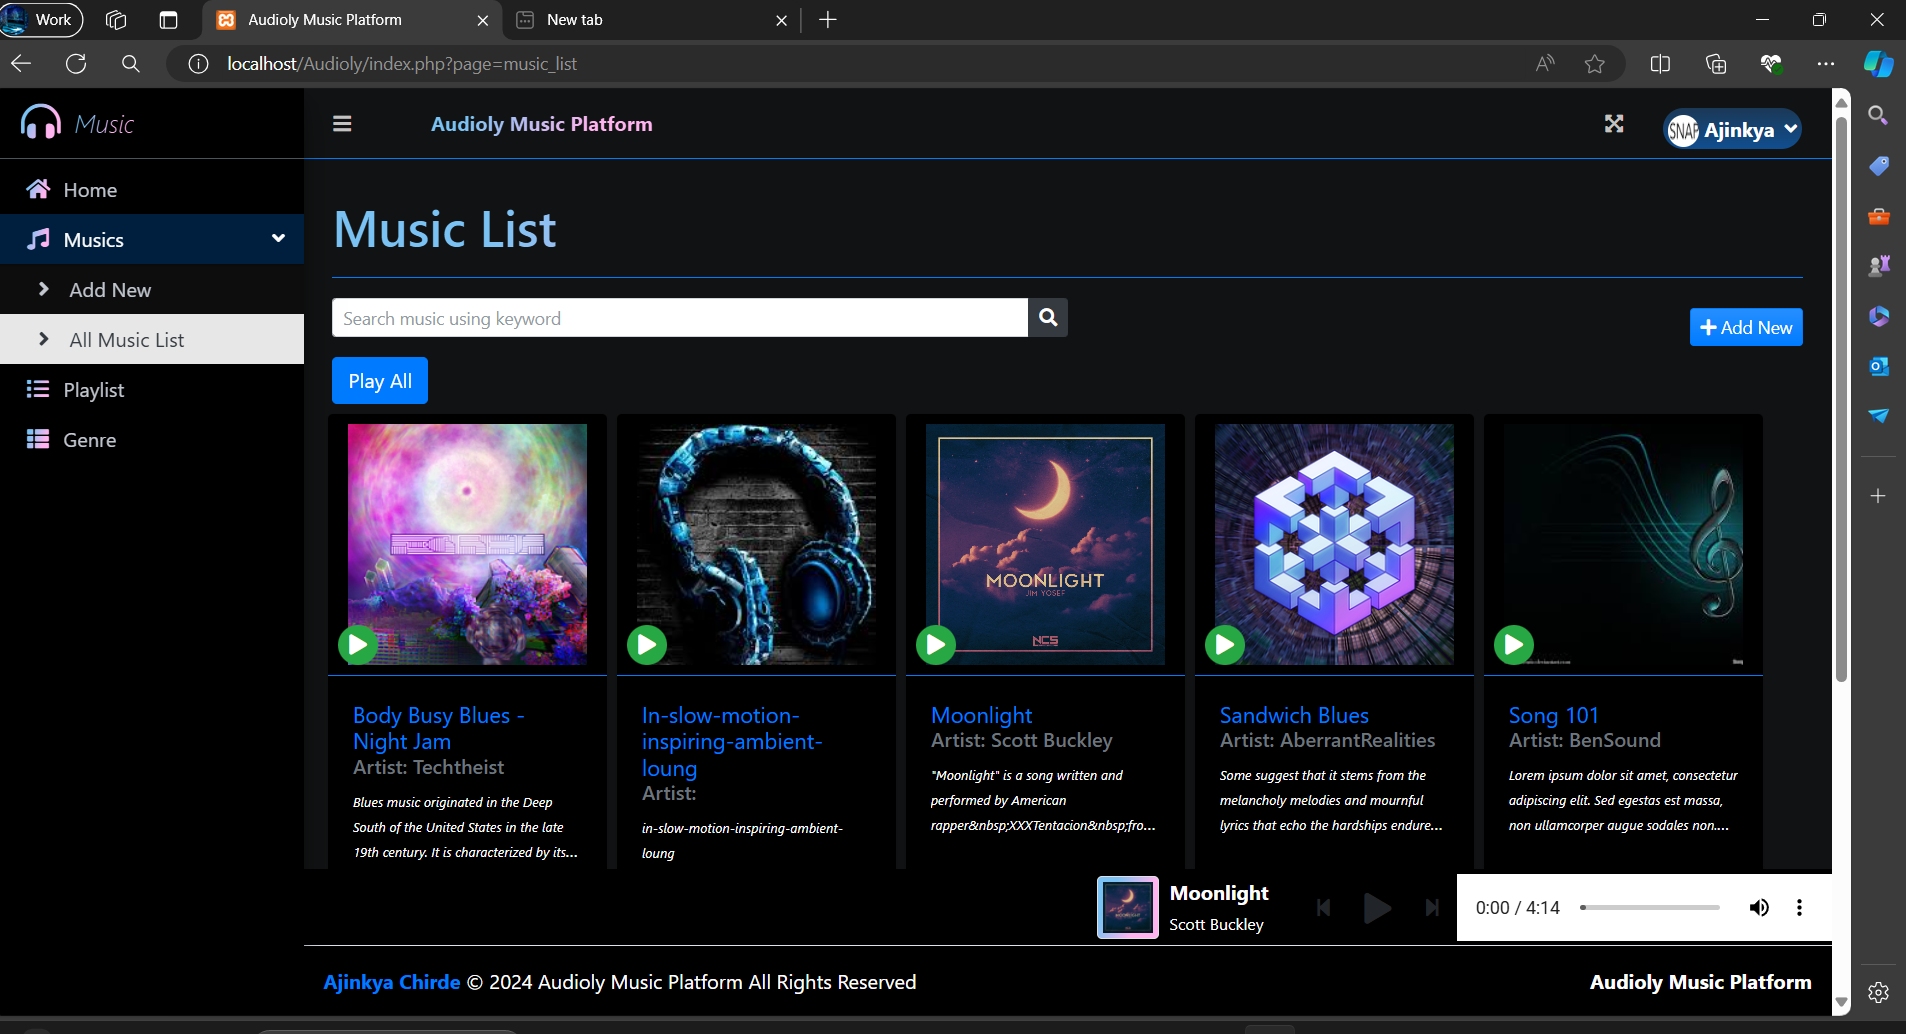 Work
Audioly Music Platform
New tab
localhost/Audioly/index.php?page=music_list
Music
Audioly Music Platform
SNAP
Ajinkya
Home
Musics
Add New
All Music List
Playlist
Genre
Music List
Search music using keyword
Add New
Play All
MOONLIGHT
JIM YOSEF
NCS
Body Busy Blues -
Night Jam
Artist: Techtheist
Blues music originated in the Deep
South of the United States in the late
19th century. It is characterized by its...
In-slow-motion-
inspiring-ambient-
loung
Artist:
in-slow-motion-inspiring-ambient-
loung
Moonlight
Artist: Scott Buckley
"Moonlight" is a song written and
performed by American
rapper&nbsp;XXXTentacion&nbsp;fro...
Sandwich Blues
Artist: AberrantRealities
Some suggest that it stems from the
melancholy melodies and mournful
lyrics that echo the hardships endure...
Song 101
Artist: BenSound
Lorem ipsum dolor sit amet, consectetur
adipiscing elit. Sed egestas est massa,
non ullamcorper augue sodales non....
Moonlight
Scott Buckley
0:00 / 4:14
Ajinkya Chirde © 2024 Audioly Music Platform All Rights Reserved
Audioly Music Platform